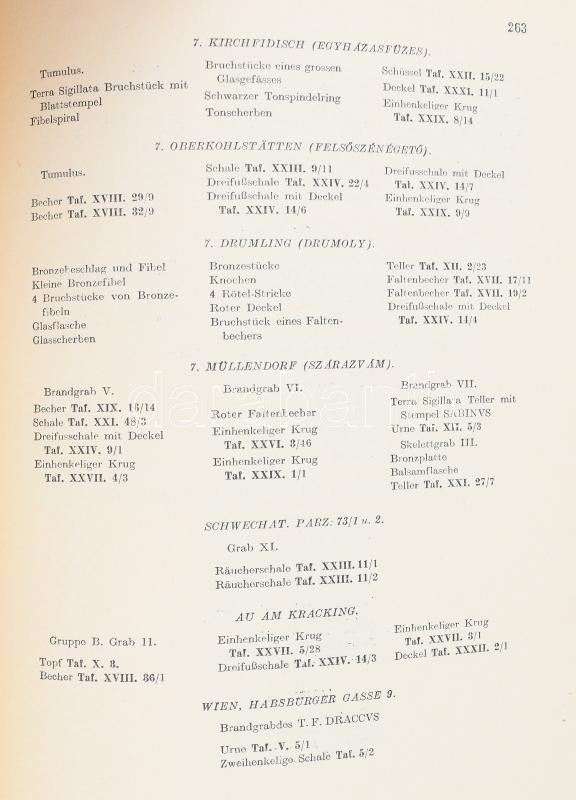 263
7. KIRCHFIDISCH (EGYHÁZASFÜZES).
Tumulus.
Terra Sigillata Bruchstück mit
Blattstempel
Fibelspiral
Bruchstücke eines grossen
Glasgefässes
Schwarzer Tonspindelring
Tonscherben
Schüssel Taf. XXII. 15/22
Deckel Taf. XXXI. 11/1
Einhenkeliger Krug
Taf. XXIX. 8/14
7. OBERKOHLSTÄTTEN (FELSŐSZÉNÉGETŐ).
Tumulus.
Becher Taf. XVIII. 29/9
Becher Taf. XVIII. 32/9
Schale Taf. XXIII. 9/11
Dreifußschale Taf. XXIV. 22/4
Dreifußschale mit Deckel
Taf. XXIV. 14/6
Dreifusschale mit Deckel
Taf. XXIV. 14/7
Einhenkeliger Krug
Taf. XXIX. 9/9
7. DRUMLING (DRUMOLY).
Bronzebeschlag und Fibel
Kleine Bronzefibel
4 Bruchstücke von Bronze-
fibeln
Glasflasche
Glasscherben
Bronzestücke
Knochen
4 Rötel-Stricke
Roter Deckel
Bruchstück eines Falten-
bechers
Teller Taf. XII. 2/23
Faltenbecher Taf. XVII. 17/11
Faltenbecher Taf. XVII. 19/2
Dreifußschale mit Deckel
Taf. XXIV. 14/4
7. MÜLLENDORF (SZÁRAZVÁM).
Brandgrab V.
Becher Taf. XIX. 16/14
Schale Taf. XXI. 48/3
Dreifusschale mit Deckel
Taf. XXIV. 9/1
Einhenkeliger Krug
Taf. XXVII. 4/3
Brandgrab VI.
Roter Faltenbecher
Einhenkeliger Krug
Taf. XXVI. 3/46
Einhenkeliger Krug
Taf. XXIX. 1/1
Brandgrab VII.
Terra Sigillata Teller mit
Stempel SABINVS
Urne Taf. XII. 5/3
Skelettgrab III.
Bronzplatte
Balsamflasche
Teller Taf. XXI. 27/7
SCHWECHAT. PARZ: 73/1 u. 2.
Grab XI.
Räucherschale Taf. XXIII. 11/1
Räucherschale Taf. XXIII. 11/2
AU AM KRACKING.
Gruppe B. Grab 11.
Topf Taf. X. 3.
Becher Taf. XVIII. 36/1
Einhenkeliger Krug
Taf. XXVII. 5/28
Dreifußschale Taf. XXIV. 14/3
Einhenkeliger Krug
Taf. XXVII. 3/1
Deckel Taf. XXXII. 2/1
WIEN, HABSBURGER GASSE 9.
Brandgrabdes T. F. DRACCVS
Urne Taf. V. 5/1
Zweihenkelige Schale Taf. 5/2